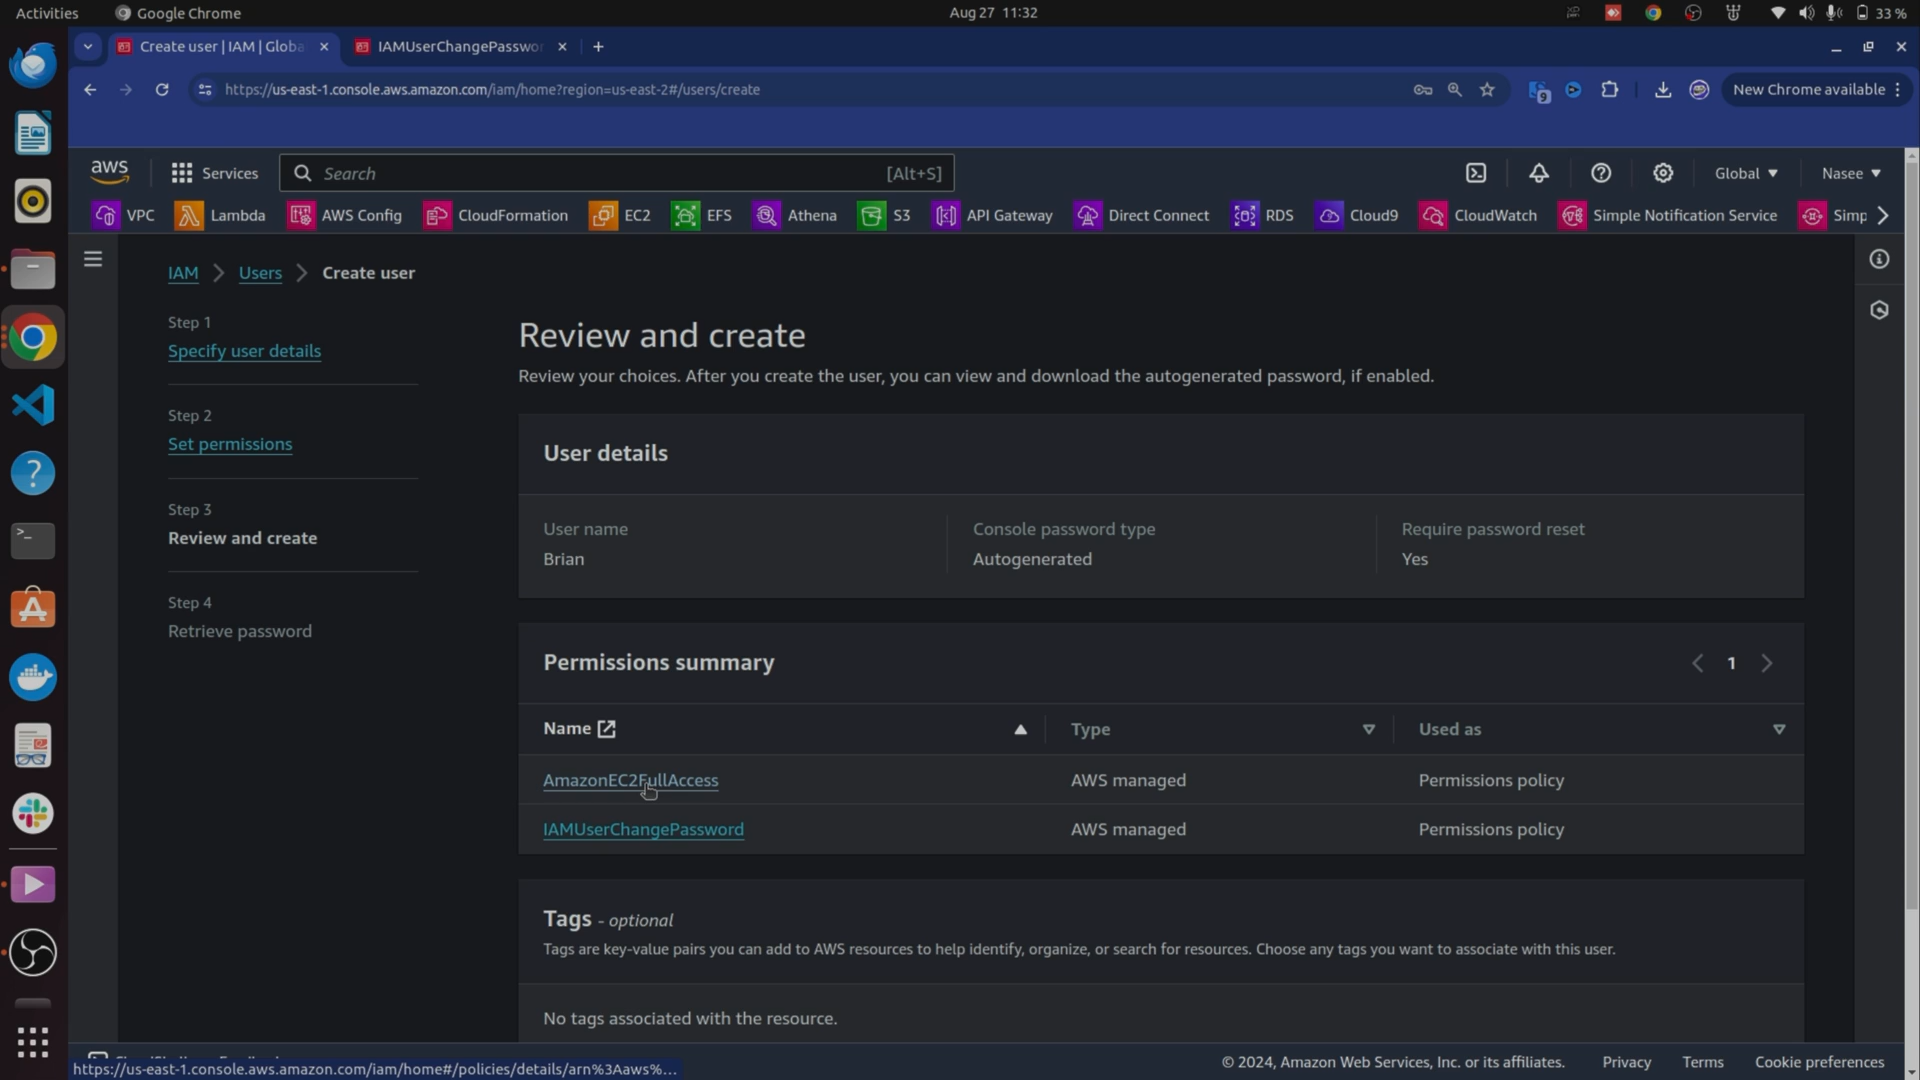 Activities
Google Chrome
Aug 27 11:32
33 %
Create user | IAM | Globa
IAMUserChangePasswor
https://us-east-1.console.aws.amazon.com/iam/home?region=us-east-2#/users/create
9
New Chrome available
aws
Services
Search
[Alt+S]
Global
Nasee
VPC
Lambda
AWS Config
CloudFormation
EC2
EFS
Athena
S3
API Gateway
Direct Connect
RDS
Cloud9
CloudWatch
Simple Notification Service
Simp
IAM
Users
Create user
Step 1
Specify user details
Step 2
Set permissions
Step 3
Review and create
Step 4
Retrieve password
Review and create
Review your choices. After you create the user, you can view and download the autogenerated password, if enabled.
User details
User name
Brian
Console password type
Autogenerated
Require password reset
Yes
Permissions summary
1
Name
Type
Used as
AmazonEC2FullAccess
AWS managed
Permissions policy
IAMUserChangePassword
AWS managed
Permissions policy
Tags - optional
Tags are key-value pairs you can add to AWS resources to help identify, organize, or search for resources. Choose any tags you want to associate with this user.
No tags associated with the resource.
https://us-east-1.console.aws.amazon.com/iam/home#/policies/details/arn%3Aaws%...
© 2024, Amazon Web Services, Inc. or its affiliates.
Privacy
Terms
Cookie preferences